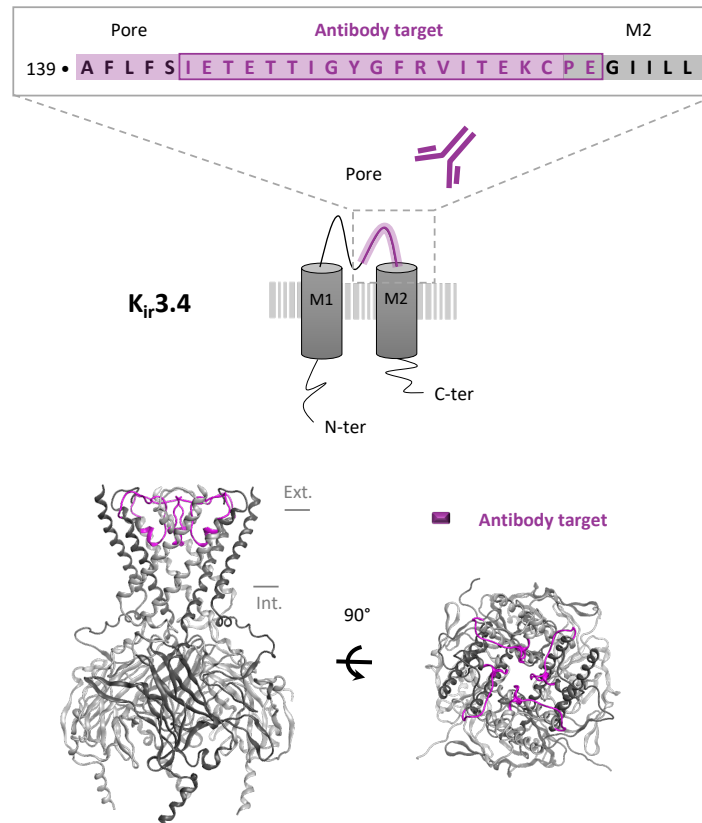 Pore Antibody target M2
139 • A F L F S I E T E T T I G Y G F R V I T E K C P E G I I L L
Pore
Kir3.4
M1 M2
C-ter
N-ter
Ext.
Antibody target
Int.
90°